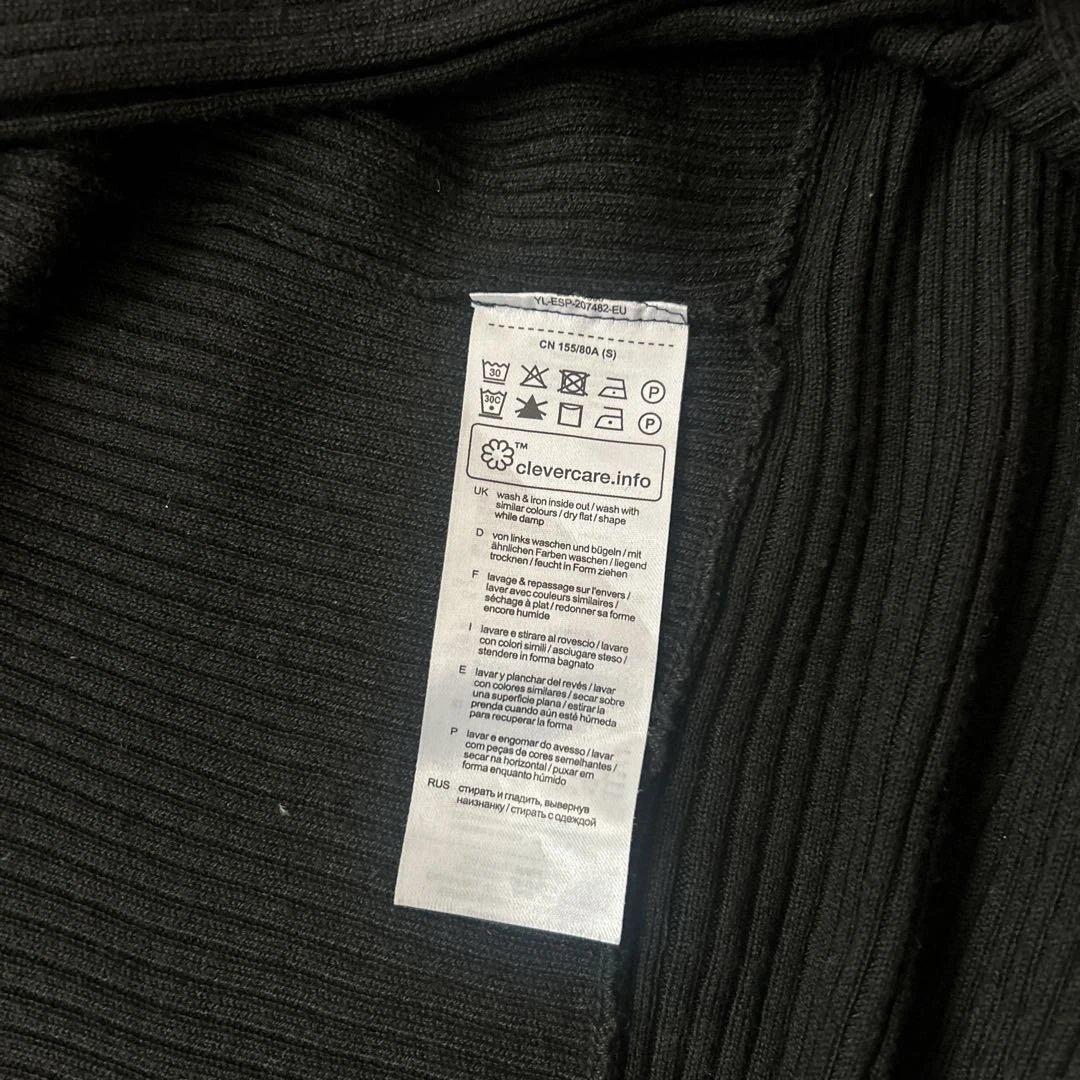 YL-ESP-207482-EU
CN 155/80A (S)
30 P
30C P
™
clevercare.info
UK wash & iron inside out / wash with
similar colours / dry flat / shape
while damp
D von links waschen und bügeln / mit
ähnlichen Farben waschen / liegend
trocknen / feucht in Form ziehen
F lavage & repassage sur l'envers /
laver avec couleurs similaires /
séchage à plat / redonner sa forme
encore humide
I lavare e stirare al rovescio / lavare
con colori simili / asciugare steso /
stendere in forma bagnato
E lavar y planchar del revés / lavar
con colores similares / secar sobre
una superficie plana / estirar la
prenda cuando aún esté húmeda
para recuperar la forma
P lavar e engomar do avesso / lavar
com peças de cores semelhantes /
secar na horizontal / puxar em
forma enquanto húmido
RUS стирать и гладить, вывернув
наизнанку / стирать с одеждой